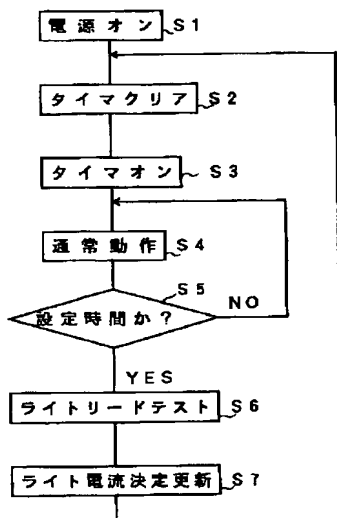 電源オン S1
タイマクリア S2
タイマオン S3
通常動作 S4
設定時間か? S5
NO
YES
ライトリードテスト S6
ライト電流決定更新 S7